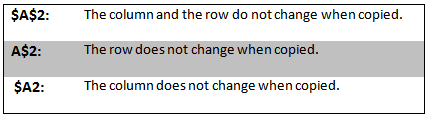 $A$2: The column and the row do not change when copied.
A$2: The row does not change when copied.
$A2: The column does not change when copied.